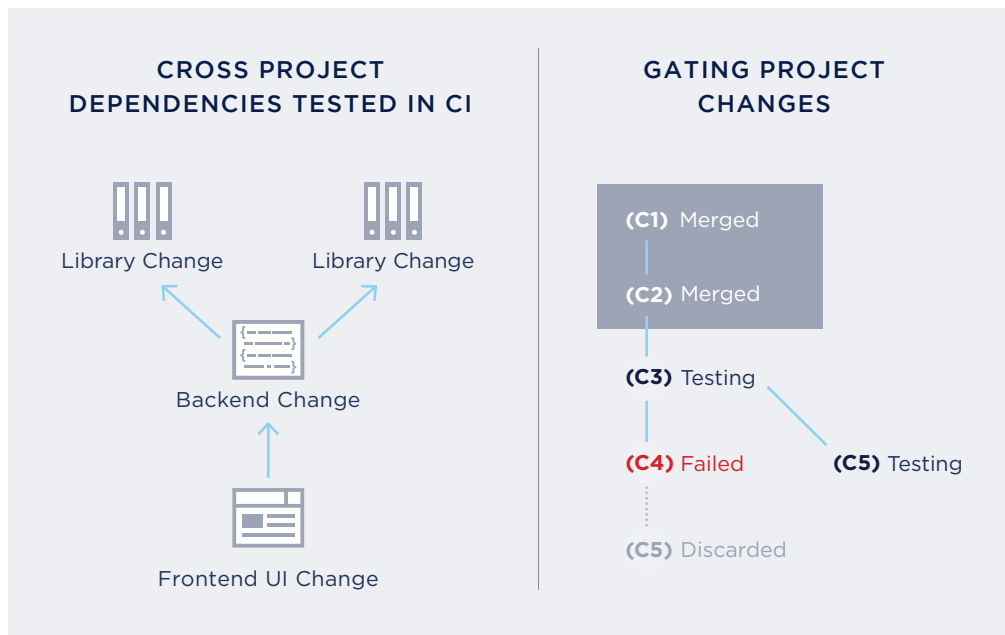 CROSS PROJECT
DEPENDENCIES TESTED IN CI
Library Change
Library Change
Backend Change
Frontend UI Change
GATING PROJECT
CHANGES
(C1) Merged
(C2) Merged
(C3) Testing
(C4) Failed
(C5) Testing
(C5) Discarded